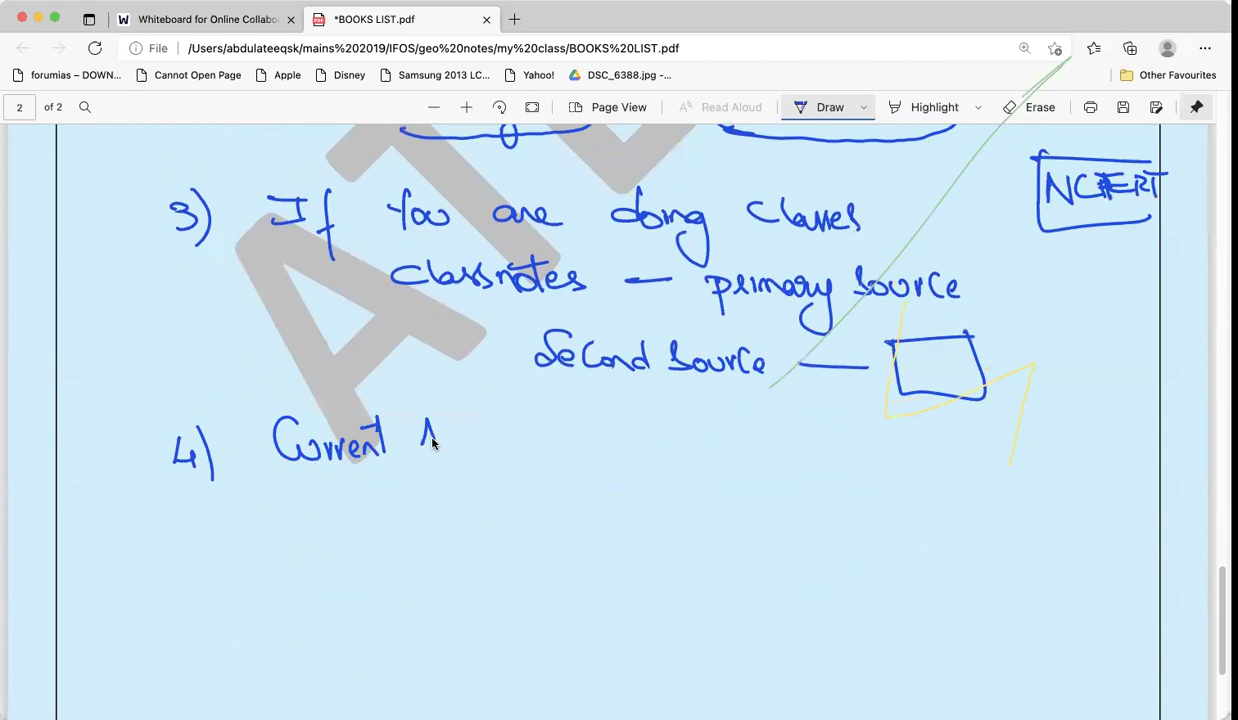 Whiteboard for Online Collabo
*BOOKS LIST.pdf
File /Users/abdulateeqsk/mains%202019/IFOS/geo%20notes/my%20class/BOOKS%20LIST.pdf
forumias – DOWN... Cannot Open Page Apple Disney Samsung 2013 LC... Yahoo! DSC_6388.jpg -... Other Favourites
2 of 2 Page View Read Aloud Draw Highlight Erase
NCERT
3) If You are doing Classes
Classnotes — primary Source
Second Source —
4) Current